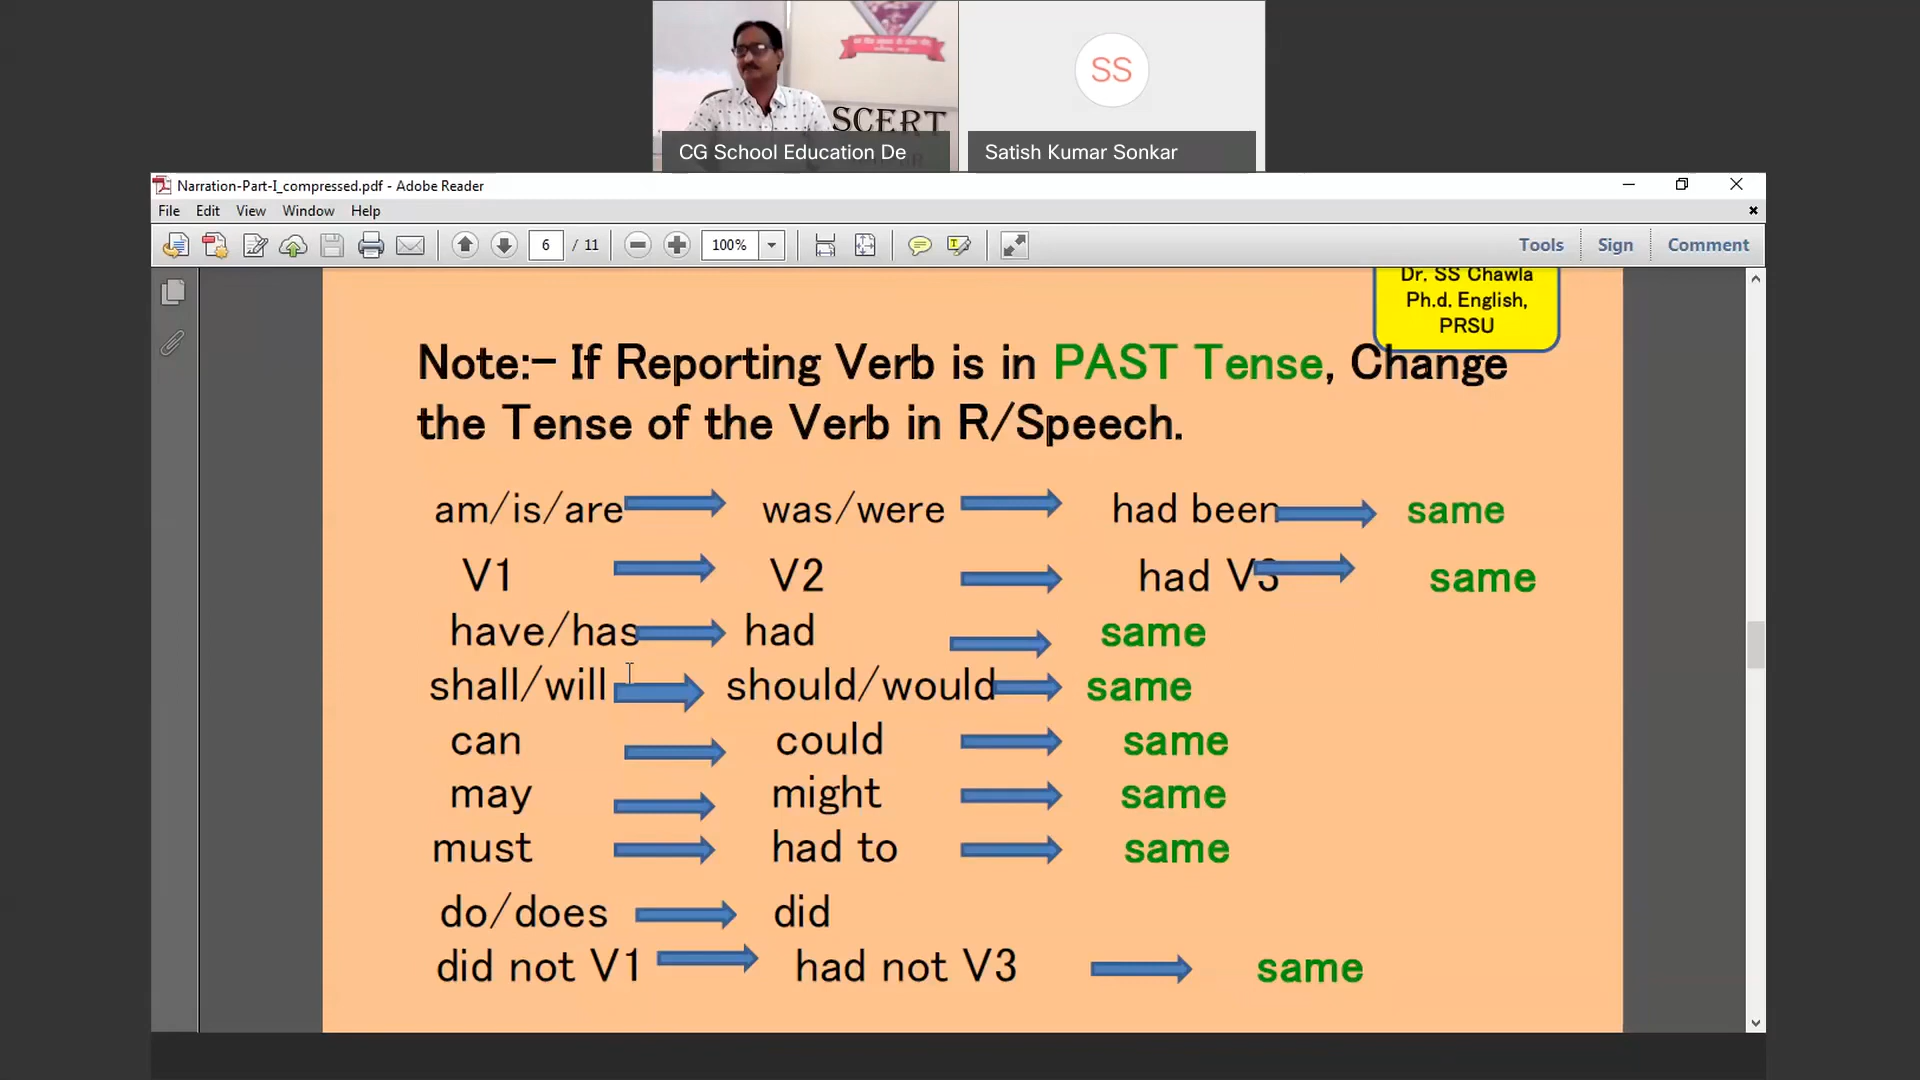 SCERT
SS
CG School Education De
Satish Kumar Sonkar
Narration-Part-I_compressed.pdf - Adobe Reader
File Edit View Window Help
6 / 11 100% Tools Sign Comment
Dr. SS Chawla
Ph.d. English,
PRSU
Note:- If Reporting Verb is in PAST Tense, Change
the Tense of the Verb in R/Speech.
am/is/are was/were had been same
V1 V2 had V3 same
have/has had same
shall/will should/would same
can could same
may might same
must had to same
do/does did
did not V1 had not V3 same